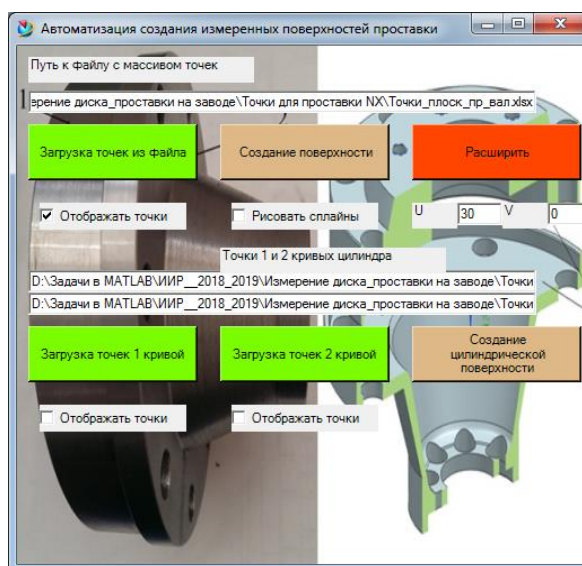 Автоматизация создания измеренных поверхностей проставки
Путь к файлу с массивом точек
1
ерение диска_проставки на заводе\Точки для проставки NX\Точки_плоск_пр_вал.xlsx
Загрузка точек из файла
Создание поверхности
Расширить
Отображать точки
Рисовать сплайны
U 30 V 0
Точки 1 и 2 кривых цилиндра
D:\Задачи в MATLAB\ИИР__2018_2019\Измерение диска_проставки на заводе\Точки
D:\Задачи в MATLAB\ИИР__2018_2019\Измерение диска_проставки на заводе\Точки
Загрузка точек 1 кривой
Загрузка точек 2 кривой
Создание
цилиндрической
поверхности
Отображать точки
Отображать точки